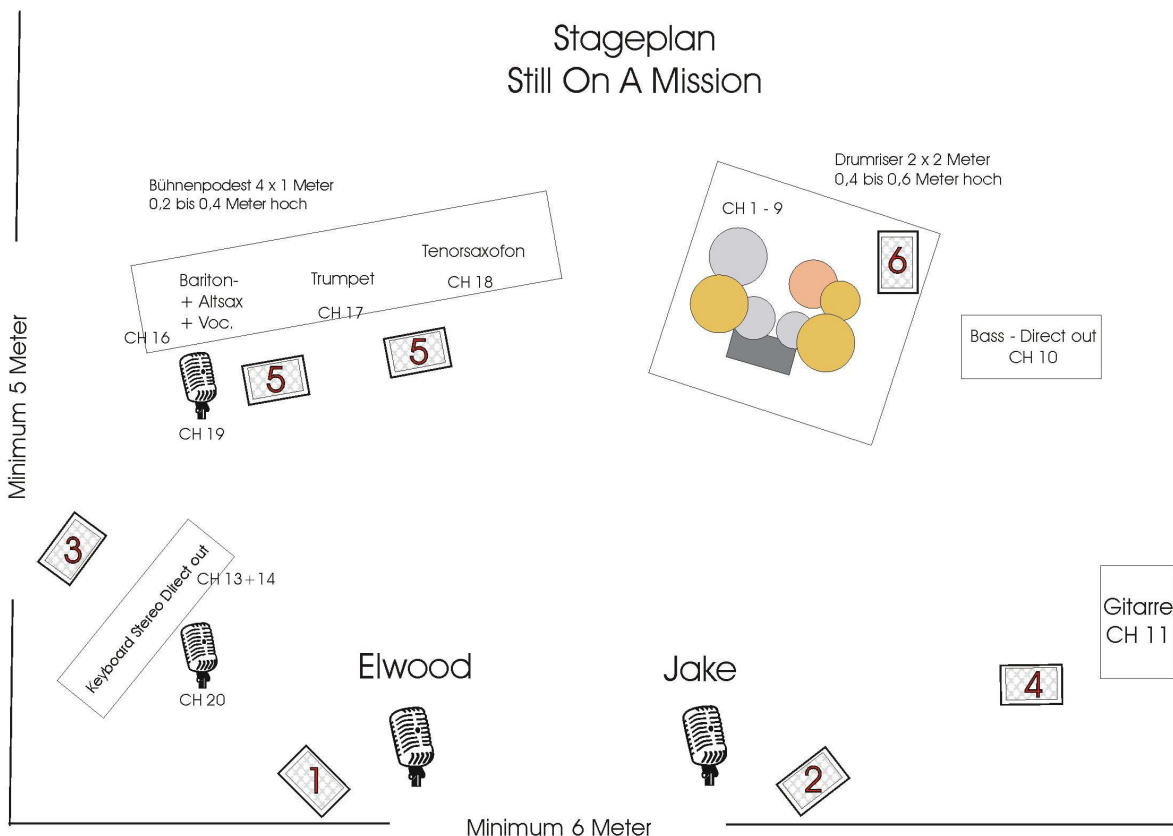 Stageplan
Still On A Mission
Bühnenpodest 4 x 1 Meter
0,2 bis 0,4 Meter hoch
Drumriser 2 x 2 Meter
0,4 bis 0,6 Meter hoch
CH 1 - 9
6
Tenorsaxofon
CH 18
Trumpet
CH 17
Bariton-
+ Altsax
+ Voc.
CH 16
5
5
CH 19
Bass - Direct out
CH 10
Minimum 5 Meter
3
Keyboard Stereo Direct out
CH 13+14
CH 20
Elwood
Jake
Gitarre
CH 11
4
1
2
Minimum 6 Meter